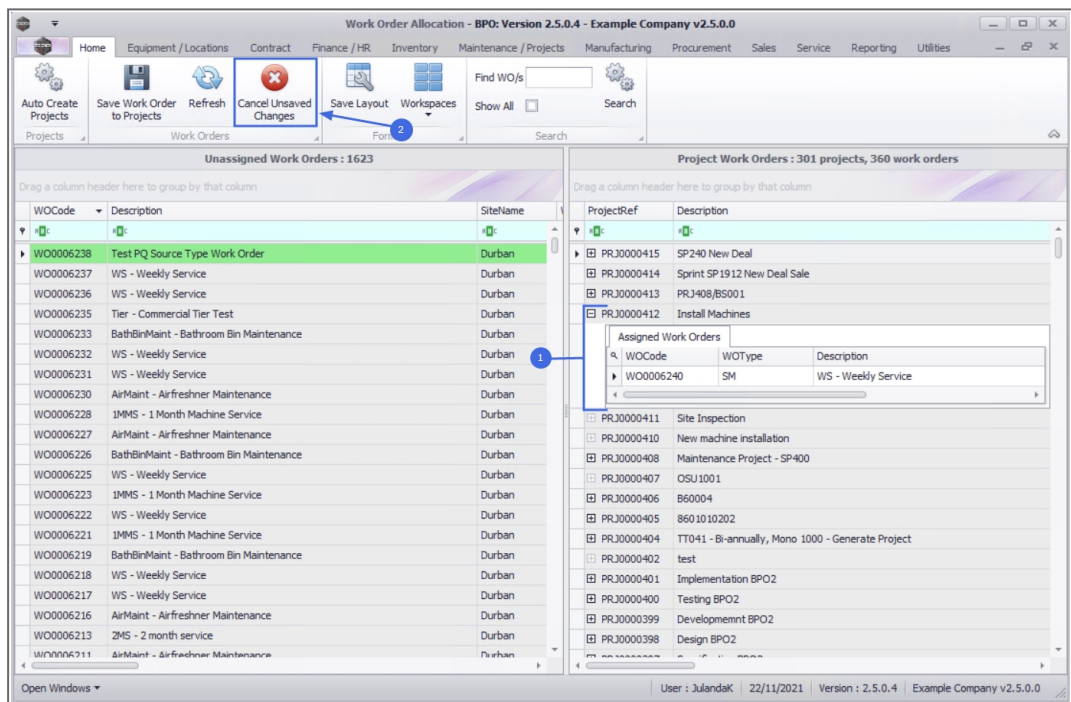 Work Order Allocation - BPO: Version 2.5.0.4 - Example Company v2.5.0.0
Home Equipment / Locations Contract Finance / HR Inventory Maintenance / Projects Manufacturing Procurement Sales Service Reporting Utilities
Auto Create Projects
Save Work Order to Projects
Refresh
Cancel Unsaved Changes
Save Layout
Workspaces
Find WO/s
Show All
Search
2
Projects Work Orders For Search
Unassigned Work Orders : 1623
Drag a column header here to group by that column
WOCode Description SiteName
WO0006238 Test PQ Source Type Work Order Durban
WO0006237 WS - Weekly Service Durban
WO0006236 WS - Weekly Service Durban
WO0006235 Tier - Commercial Tier Test Durban
WO0006233 BathBinMaint - Bathroom Bin Maintenance Durban
WO0006232 WS - Weekly Service Durban
WO0006231 WS - Weekly Service Durban
WO0006230 AirMaint - Airfreshner Maintenance Durban
WO0006228 1MMS - 1 Month Machine Service Durban
WO0006227 AirMaint - Airfreshner Maintenance Durban
WO0006226 BathBinMaint - Bathroom Bin Maintenance Durban
WO0006225 WS - Weekly Service Durban
WO0006223 1MMS - 1 Month Machine Service Durban
WO0006222 WS - Weekly Service Durban
WO0006221 1MMS - 1 Month Machine Service Durban
WO0006219 BathBinMaint - Bathroom Bin Maintenance Durban
WO0006218 WS - Weekly Service Durban
WO0006217 WS - Weekly Service Durban
WO0006216 AirMaint - Airfreshner Maintenance Durban
WO0006213 2MS - 2 month service Durban
WO0006211 AirMaint - Airfreshner Maintenance Durban
Project Work Orders : 301 projects, 360 work orders
Drag a column header here to group by that column
ProjectRef Description
PRJ0000415 SP240 New Deal
PRJ0000414 Sprint SP1912 New Deal Sale
PRJ0000413 PRJ408/BS001
PRJ0000412 Install Machines
1
Assigned Work Orders
WOCode WOType Description
WO0006240 SM WS - Weekly Service
PRJ0000411 Site Inspection
PRJ0000410 New machine installation
PRJ0000408 Maintenance Project - SP400
PRJ0000407 OSU1001
PRJ0000406 B60004
PRJ0000405 8601010202
PRJ0000404 TT041 - Bi-annually, Mono 1000 - Generate Project
PRJ0000402 test
PRJ0000401 Implementation BPO2
PRJ0000400 Testing BPO2
PRJ0000399 Developmemnt BPO2
PRJ0000398 Design BPO2
Open Windows User : JulandaK 22/11/2021 Version : 2.5.0.4 Example Company v2.5.0.0